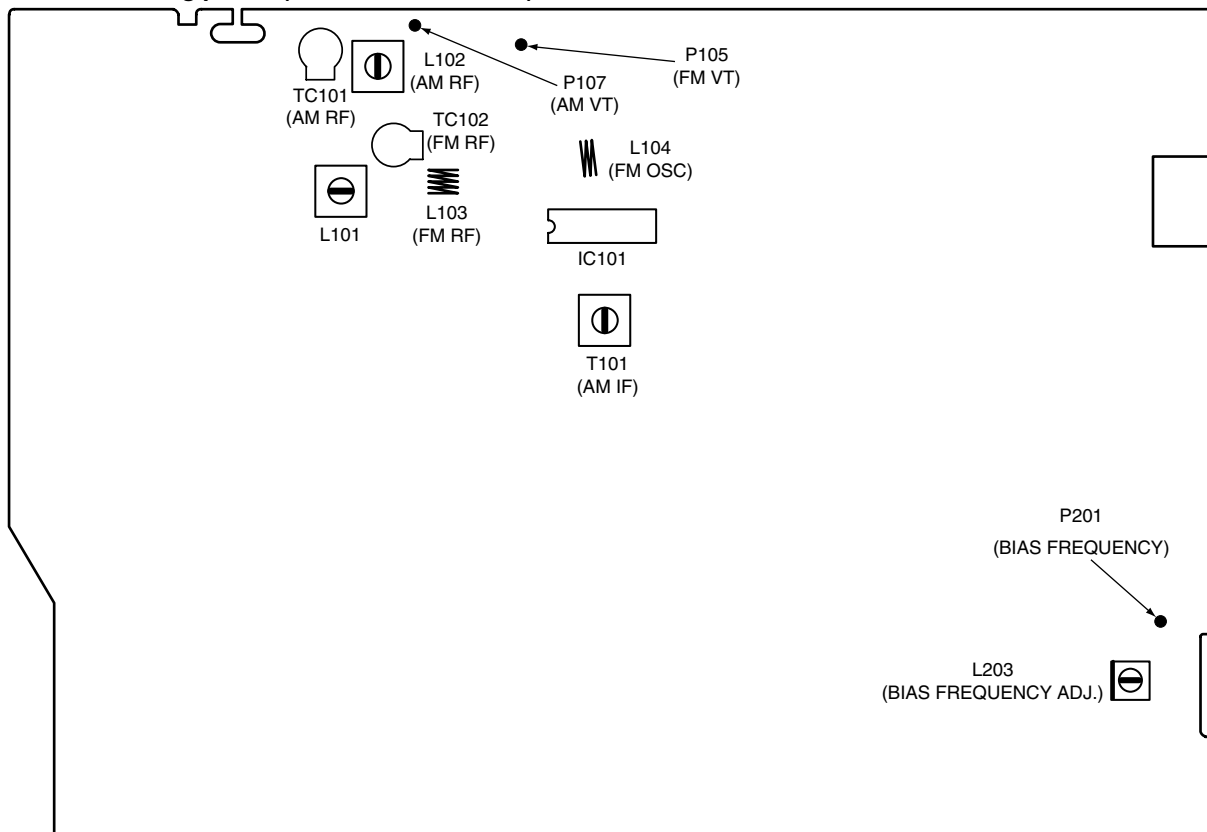 L102
(AM RF)
P105
(FM VT)
P107
(AM VT)
TC101
(AM RF)
TC102
(FM RF)
L104
(FM OSC)
L101
L103
(FM RF)
IC101
T101
(AM IF)
P201
(BIAS FREQUENCY)
L203
(BIAS FREQUENCY ADJ.)